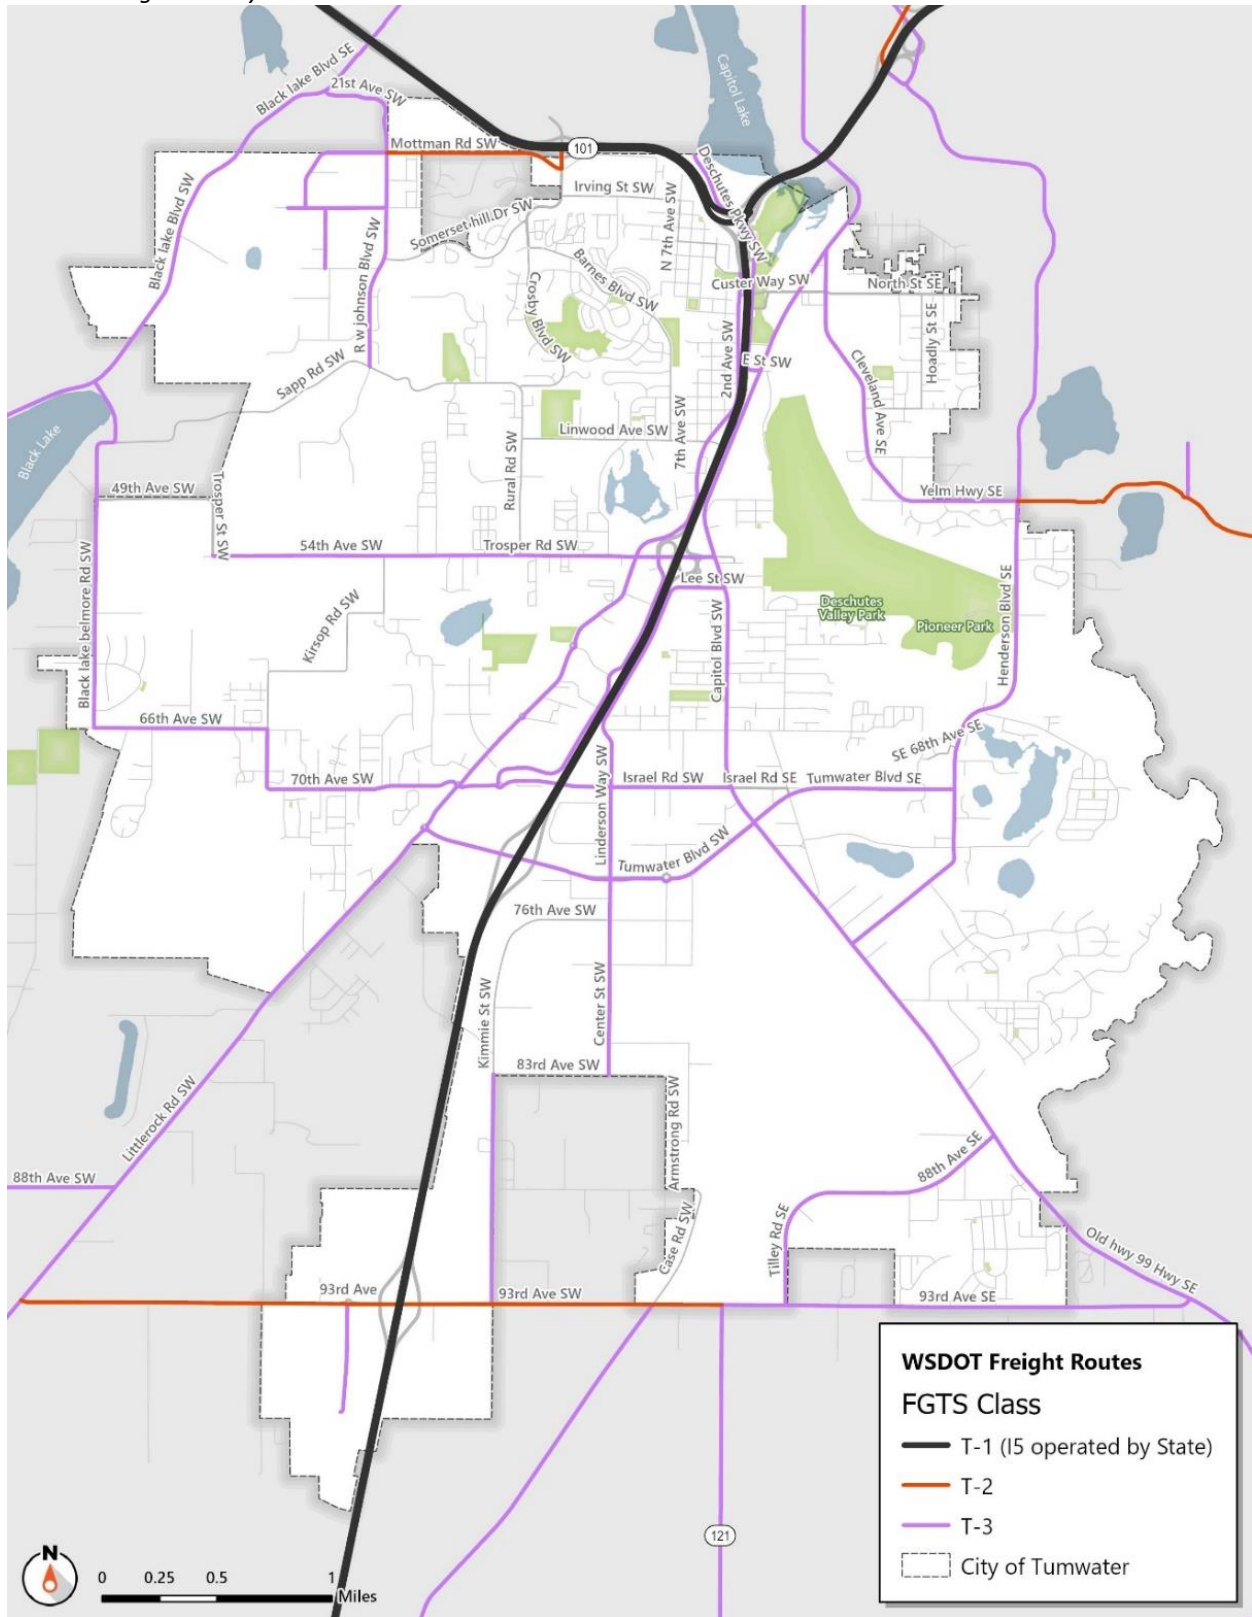 Black lake Blvd SE
21st Ave SW
Capitol Lake
Mottman Rd SW
101
Deschutes Pkwy SW
Irving St SW
Black lake Blvd SW
Somerset hill Dr SW
N 7th Ave SW
R w johnson Blvd SW
Barnes Blvd SW
Custer Way SW
North St SE
Crosby Blvd SW
Hoadly St SE
2nd Ave SW
E St SW
Sapp Rd SW
Cleveland Ave SE
Black Lake
Linwood Ave SW
7th Ave SW
Rural Rd SW
49th Ave SW
Trosper St SW
Yelm Hwy SE
54th Ave SW
Trosper Rd SW
Lee St SW
Black lake belmore Rd SW
Kirsop Rd SW
Capitol Blvd SW
Deschutes
Valley Park
Pioneer Park
Henderson Blvd SE
66th Ave SW
SE 68th Ave SE
70th Ave SW
Linderson Way SW
Israel Rd SW
Israel Rd SE
Tumwater Blvd SE
Tumwater Blvd SW
76th Ave SW
Kimmie St SW
Center St SW
83rd Ave SW
Littlerock Rd SW
Armstrong Rd SW
88th Ave SW
88th Ave SE
Tilley Rd SE
Case Rd SW
Old hwy 99 Hwy SE
93rd Ave
93rd Ave SW
93rd Ave SE
121
WSDOT Freight Routes
FGTS Class
T-1 (I5 operated by State)
T-2
T-3
City of Tumwater
N
0 0.25 0.5 1
Miles